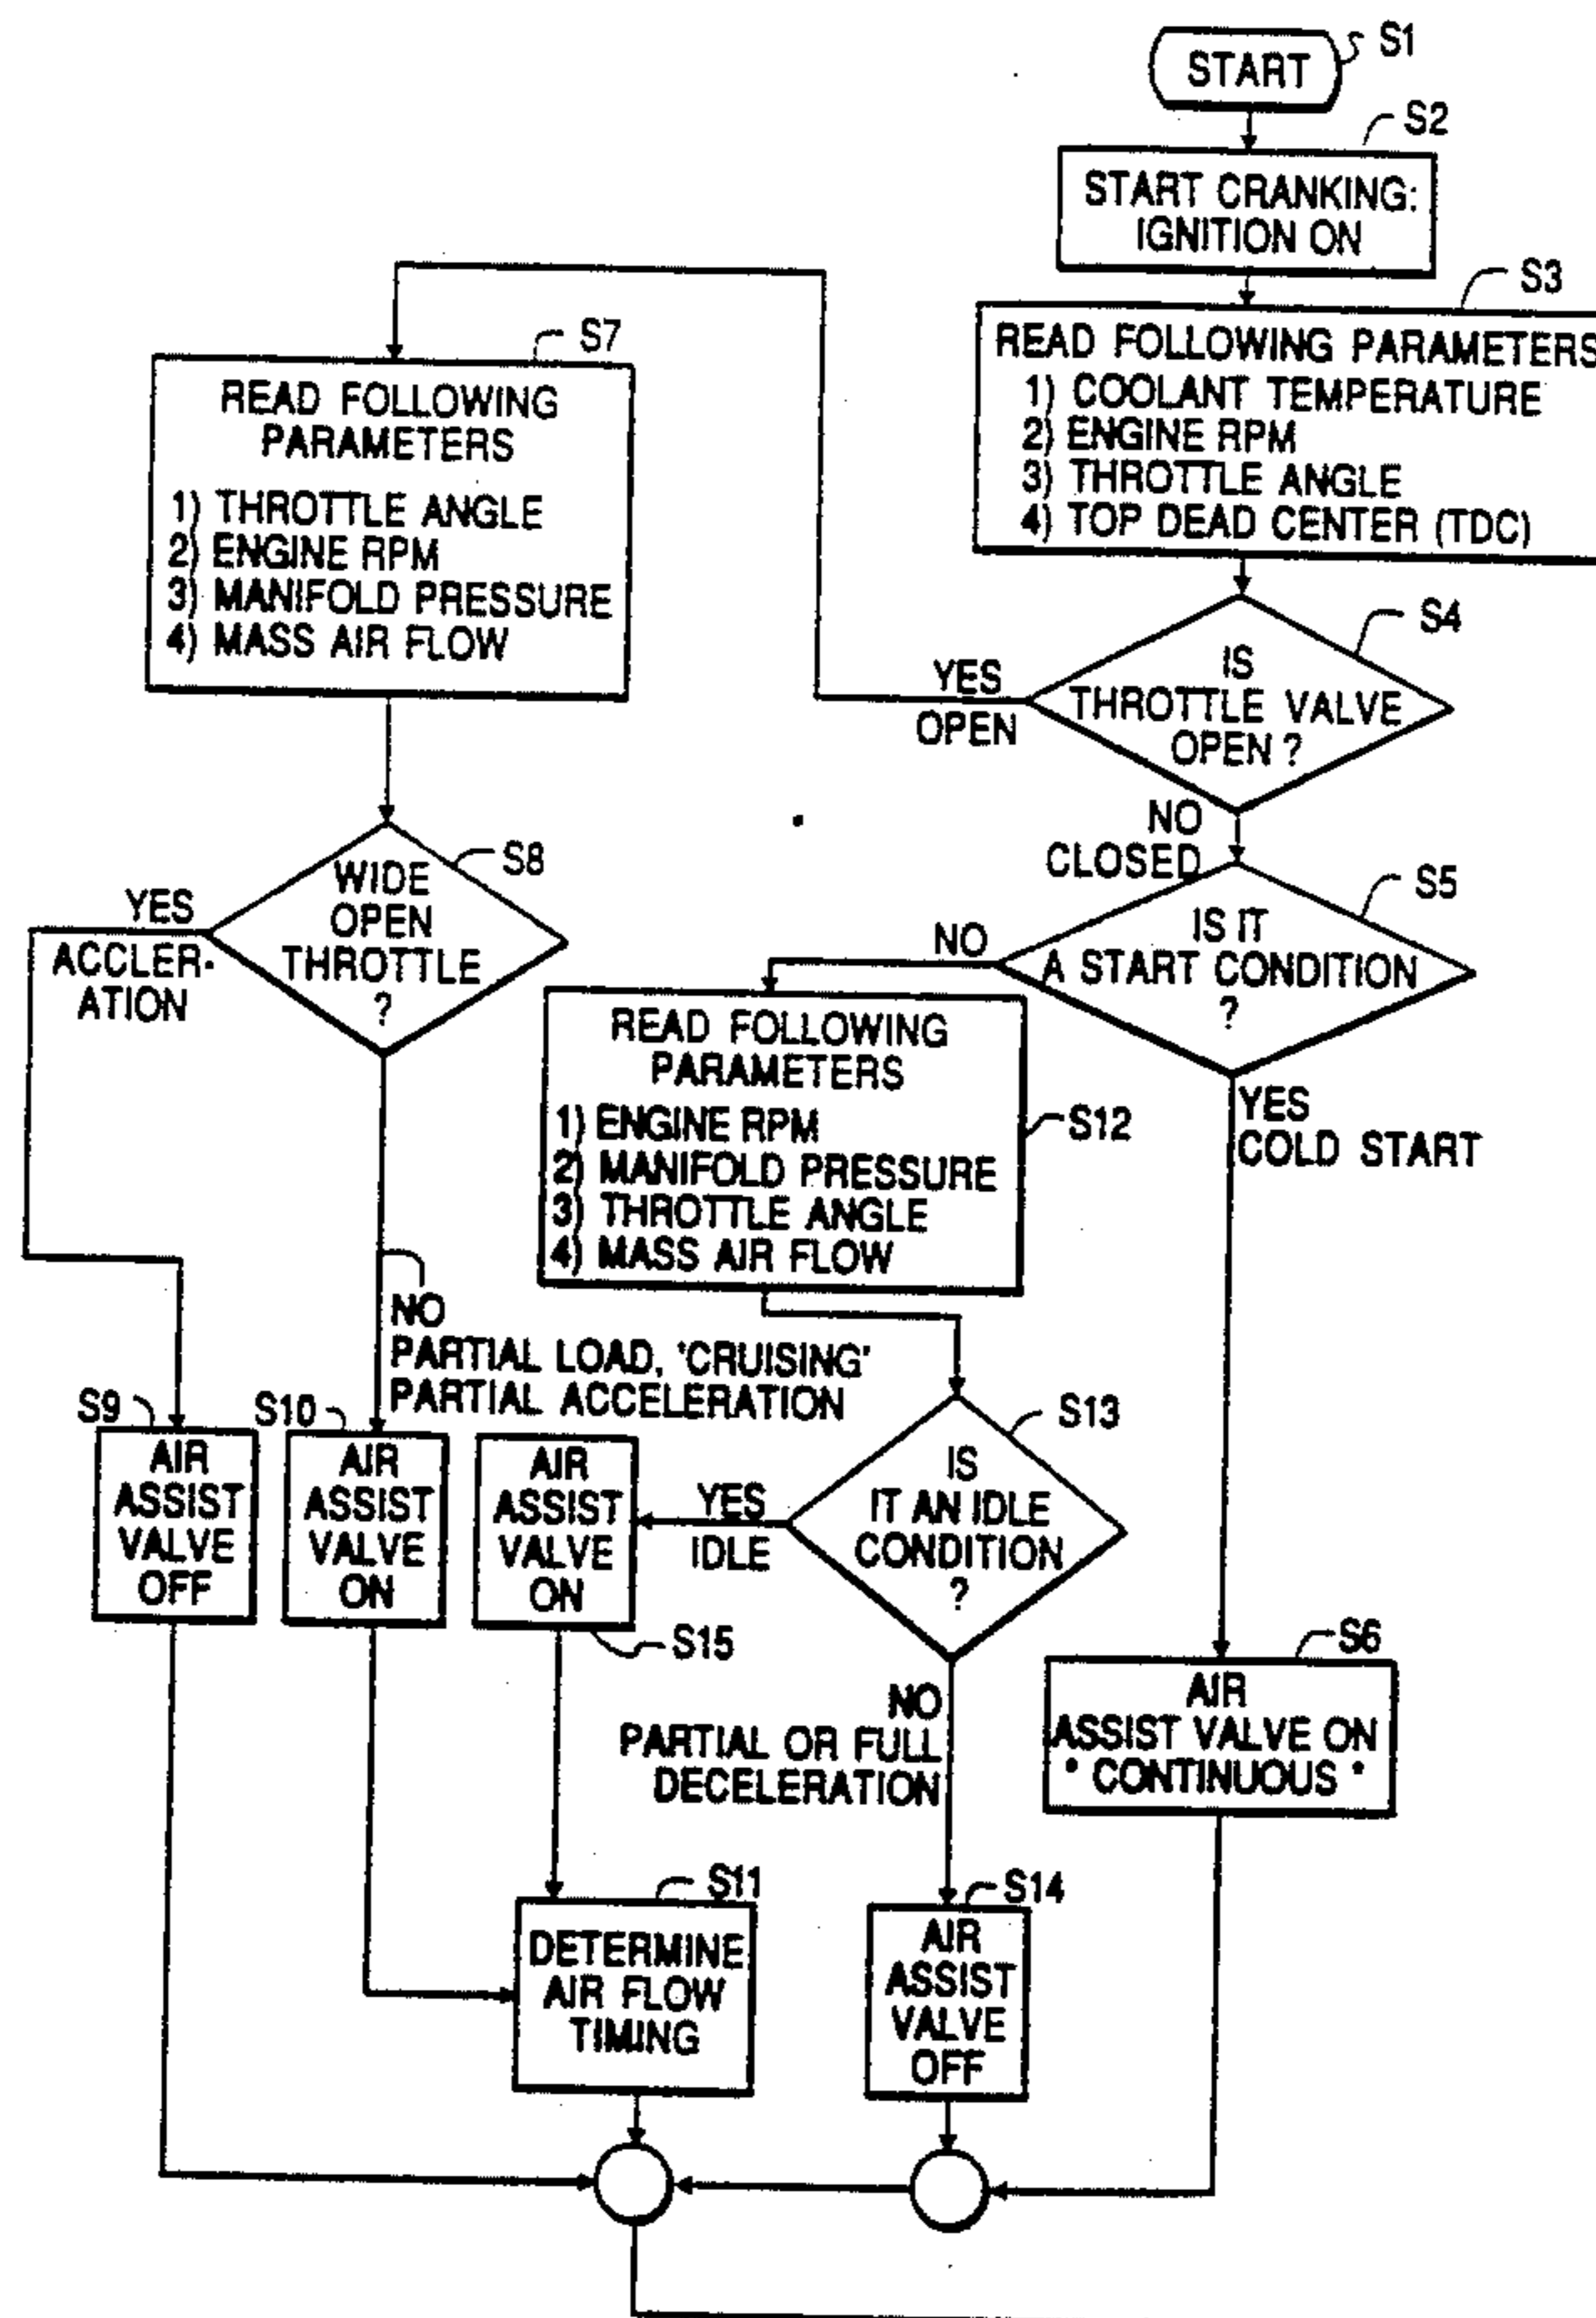 START
S1
S2
START CRANKING:
IGNITION ON
S3
READ FOLLOWING PARAMETERS
1) COOLANT TEMPERATURE
2) ENGINE RPM
3) THROTTLE ANGLE
4) TOP DEAD CENTER (TDC)
S4
IS
THROTTLE VALVE
OPEN ?
YES
OPEN
NO
CLOSED
S7
READ FOLLOWING
PARAMETERS
1) THROTTLE ANGLE
2) ENGINE RPM
3) MANIFOLD PRESSURE
4) MASS AIR FLOW
S8
WIDE
OPEN
THROTTLE
?
YES
ACCLER-
ATION
S5
IS IT
A START CONDITION
?
NO
YES
COLD START
READ FOLLOWING
PARAMETERS
1) ENGINE RPM
2) MANIFOLD PRESSURE
3) THROTTLE ANGLE
4) MASS AIR FLOW
S12
NO
PARTIAL LOAD, 'CRUISING'
PARTIAL ACCELERATION
S9
AIR
ASSIST
VALVE
OFF
S10
AIR
ASSIST
VALVE
ON
AIR
ASSIST
VALVE
ON
S15
YES
IDLE
S13
IS
IT AN IDLE
CONDITION
?
NO
PARTIAL OR FULL
DECELERATION
S6
AIR
ASSIST VALVE ON
" CONTINUOUS "
S11
DETERMINE
AIR FLOW
TIMING
S14
AIR
ASSIST
VALVE
OFF